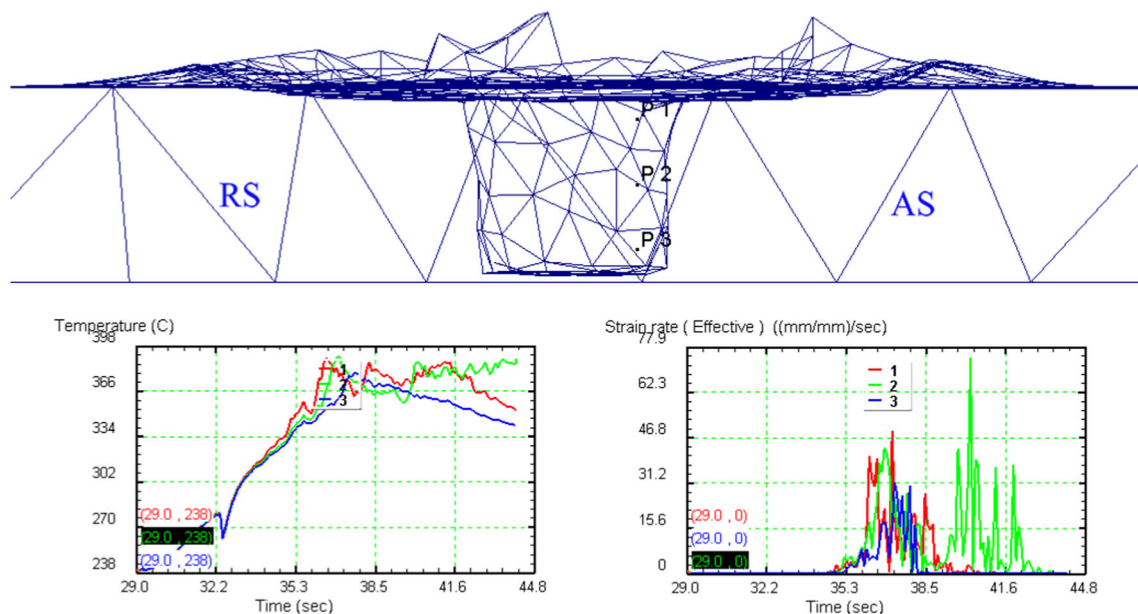 P 1
P 2
P 3
RS
AS
Temperature (C)
398
366
334
302
270
238
1
2
3
(29.0 , 238)
(29.0 , 238)
(29.0 , 238)
29.0
32.2
35.3
38.5
41.6
44.8
Time (sec)
Strain rate ( Effective ) ((mm/mm)/sec)
77.9
62.3
46.8
31.2
15.6
0
1
2
3
(29.0 , 0)
(29.0 , 0)
(29.0 , 0)
29.0
32.2
35.3
38.5
41.6
44.8
Time (sec)